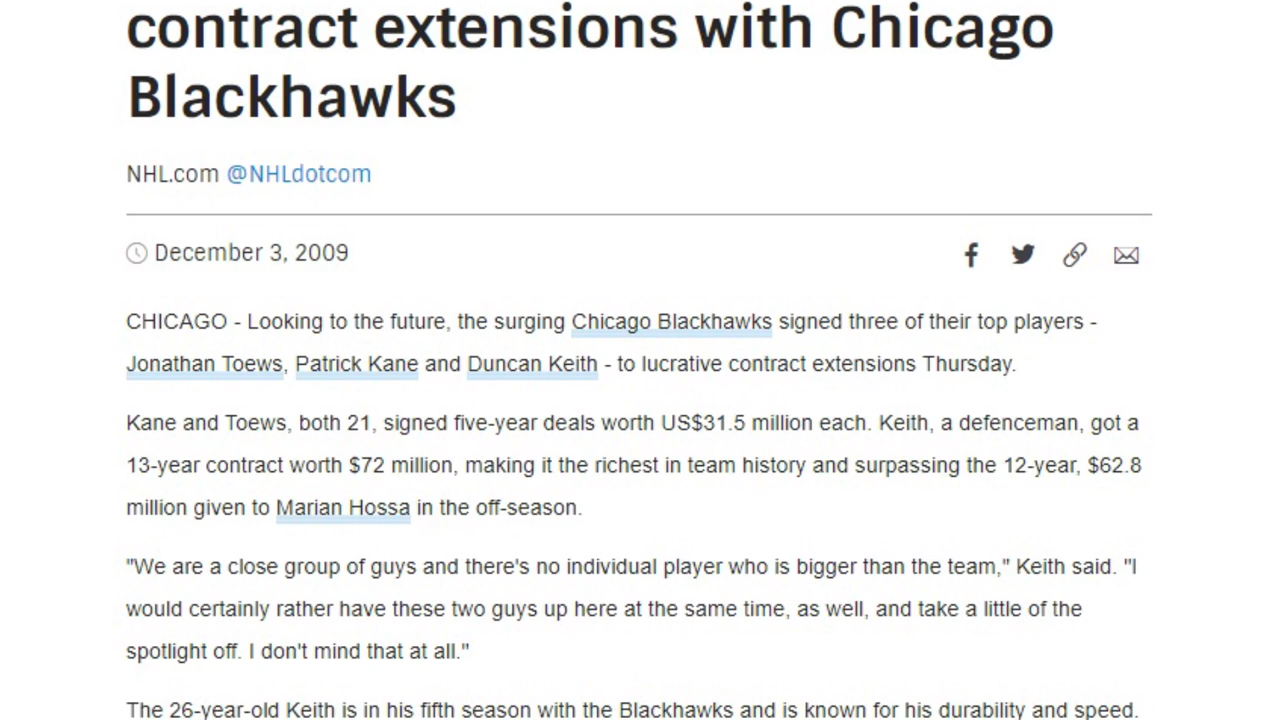 contract extensions with Chicago
Blackhawks
NHL.com @NHLdotcom
December 3, 2009
CHICAGO - Looking to the future, the surging Chicago Blackhawks signed three of their top players -
Jonathan Toews, Patrick Kane and Duncan Keith - to lucrative contract extensions Thursday.
Kane and Toews, both 21, signed five-year deals worth US$31.5 million each. Keith, a defenceman, got a
13-year contract worth $72 million, making it the richest in team history and surpassing the 12-year, $62.8
million given to Marian Hossa in the off-season.
"We are a close group of guys and there's no individual player who is bigger than the team," Keith said. "I
would certainly rather have these two guys up here at the same time, as well, and take a little of the
spotlight off. I don't mind that at all."
The 26-year-old Keith is in his fifth season with the Blackhawks and is known for his durability and speed.